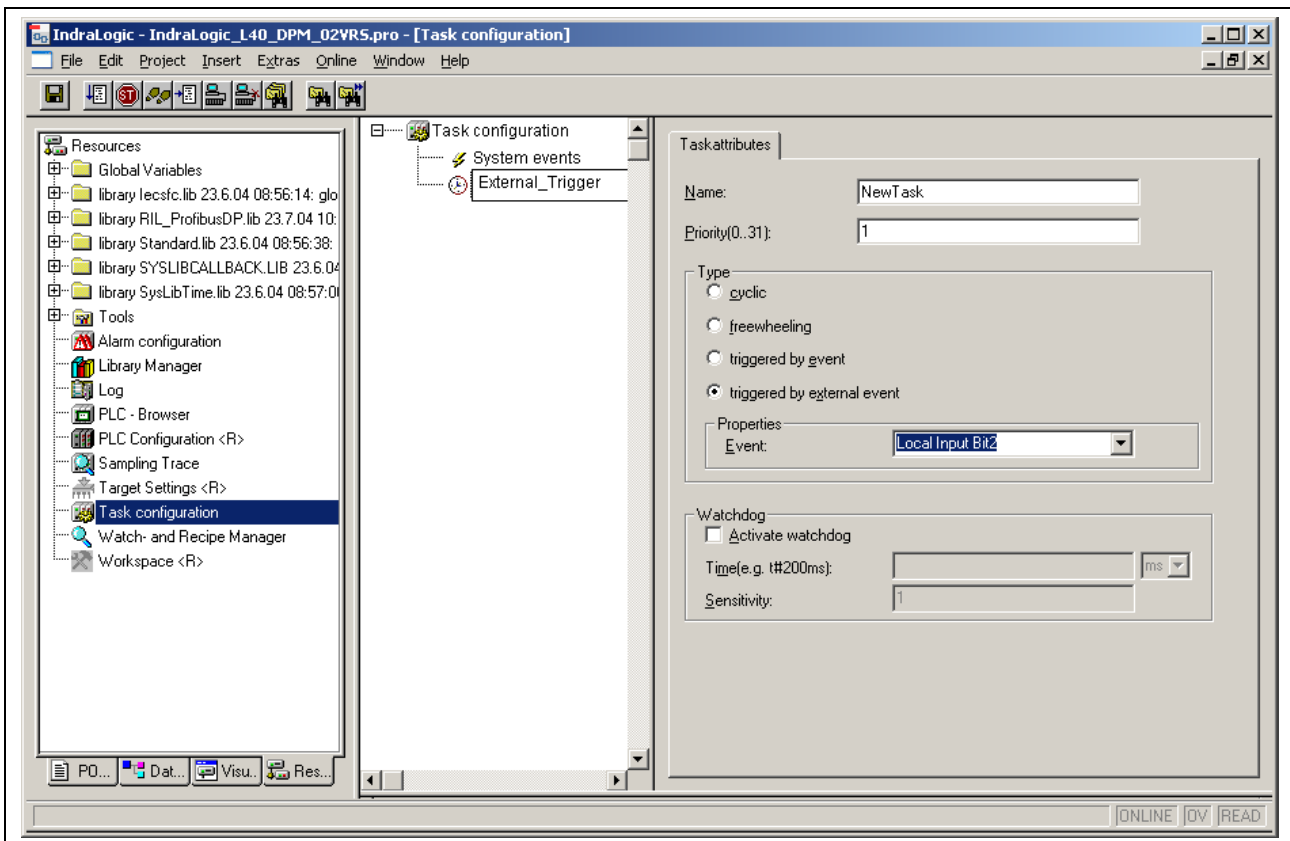 IndraLogic - IndraLogic_L40_DPM_02VRS.pro - [Task configuration]
File Edit Project Insert Extras Online Window Help
Resources
Global Variables
library Iecsfc.lib 23.6.04 08:56:14: glo
library RIL_ProfibusDP.lib 23.7.04 10:
library Standard.lib 23.6.04 08:56:38:
library SYSLIBCALLBACK.LIB 23.6.04
library SysLibTime.lib 23.6.04 08:57:0
Tools
Alarm configuration
Library Manager
Log
PLC - Browser
PLC Configuration <R>
Sampling Trace
Target Settings <R>
Task configuration
Watch- and Recipe Manager
Workspace <R>
PO... Dat... Visu.. Res...
Task configuration
System events
External_Trigger
Taskattributes
Name: NewTask
Priority(0..31): 1
Type
cyclic
freewheeling
triggered by event
triggered by external event
Properties
Event: Local Input Bit2
Watchdog
Activate watchdog
Time(e.g. t#200ms): ms
Sensitivity: 1
ONLINE OV READ